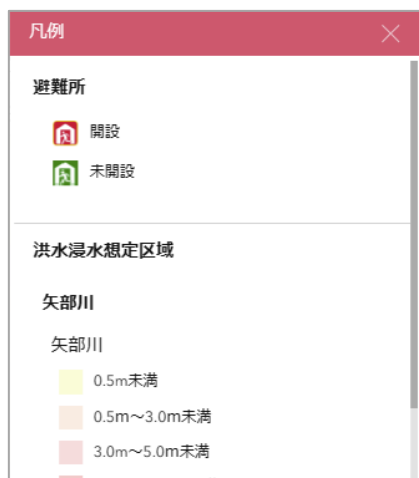 凡例
避難所
開設
未開設
洪水浸水想定区域
矢部川
矢部川
0.5m未満
0.5m～3.0m未満
3.0m～5.0m未満